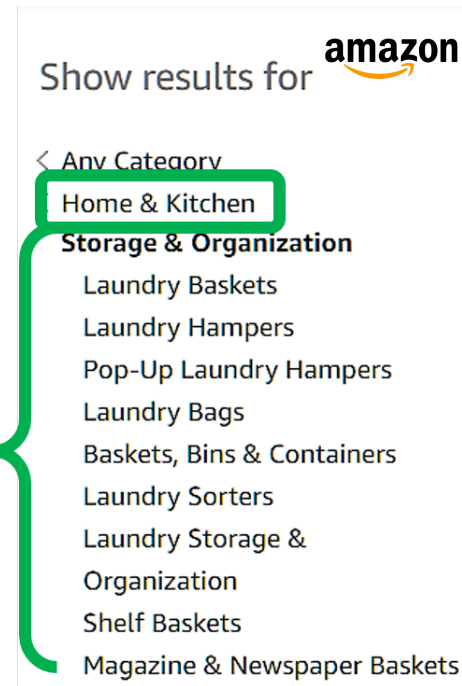 amazon
Show results for
Any Category
Home & Kitchen
Storage & Organization
Laundry Baskets
Laundry Hampers
Pop-Up Laundry Hampers
Laundry Bags
Baskets, Bins & Containers
Laundry Sorters
Laundry Storage &
Organization
Shelf Baskets
Magazine & Newspaper Baskets